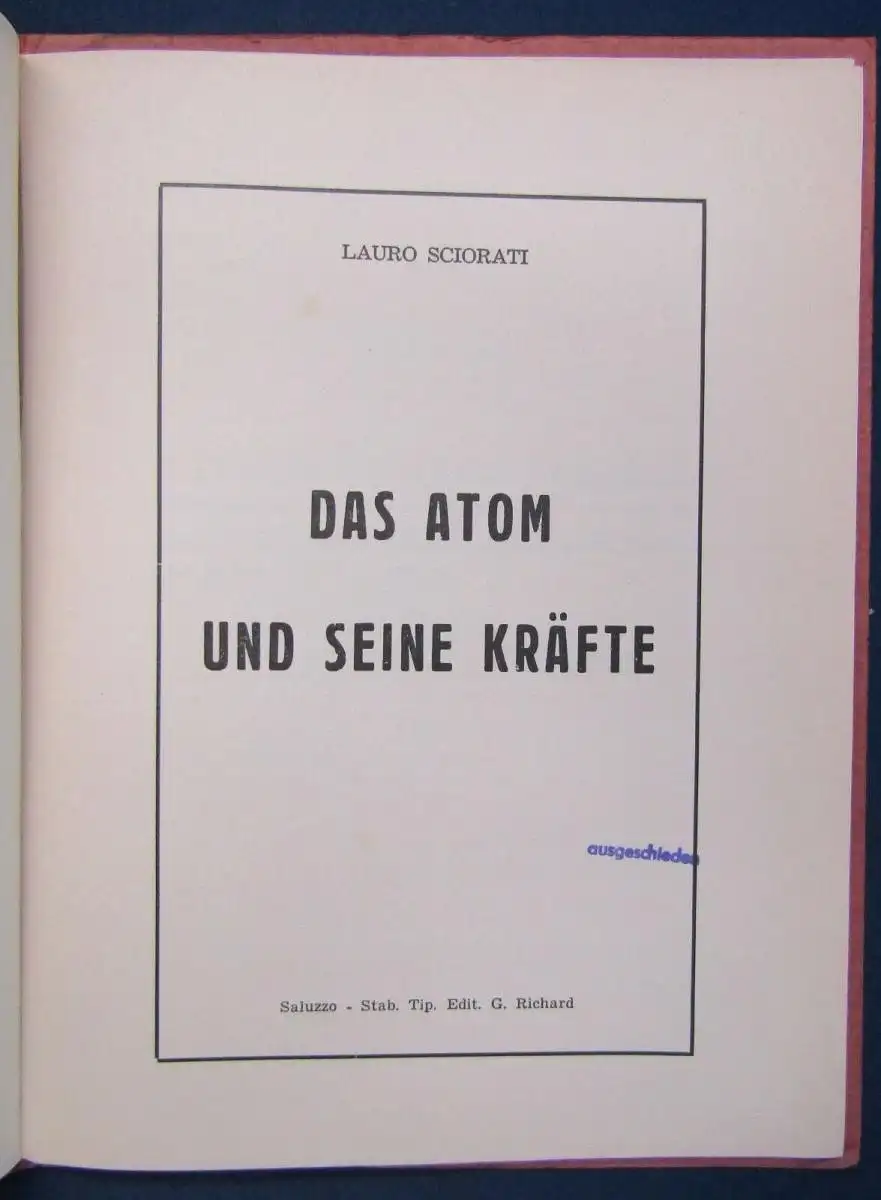 LAURO SCIORATI
DAS ATOM
UND SEINE KRÄFTE
ausgeschieden
Saluzzo - Stab. Tip. Edit. G. Richard